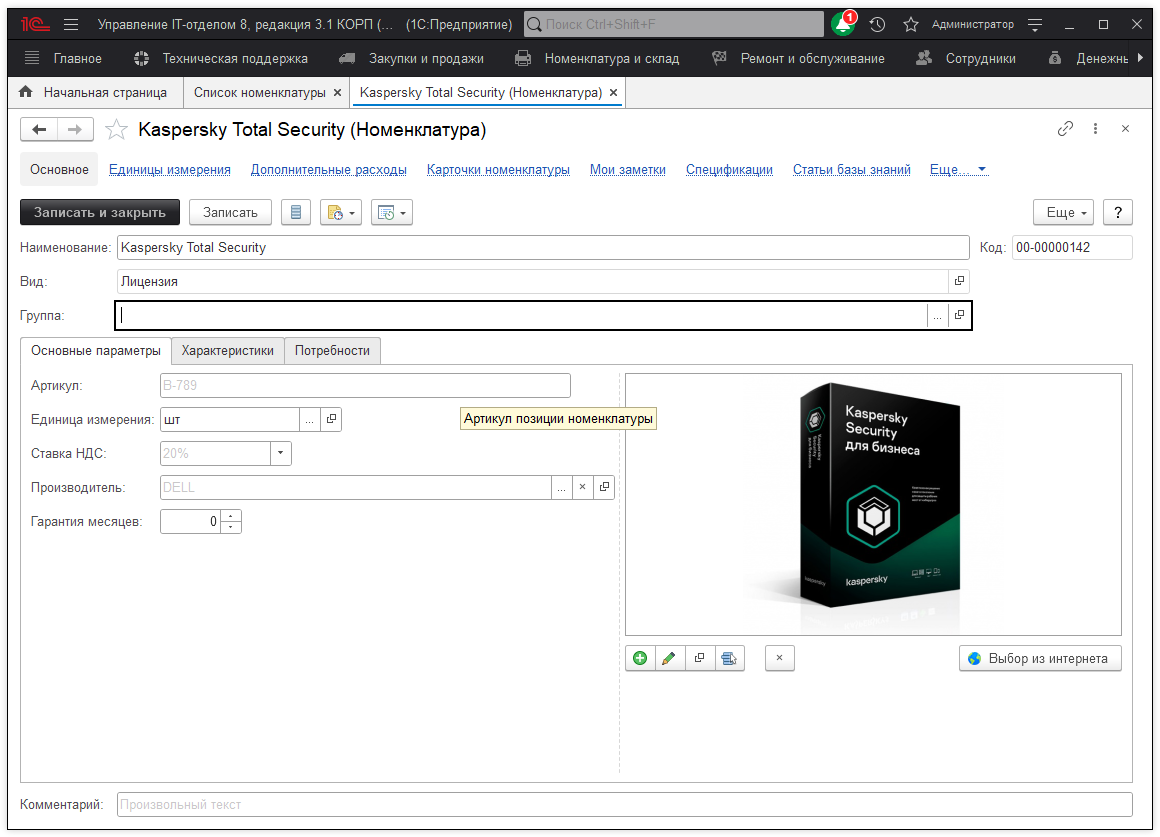 1С Управление IT-отделом 8, редакция 3.1 КОРП (... (1С:Предприятие) Поиск Ctrl+Shift+F 1 Администратор
Главное Техническая поддержка Закупки и продажи Номенклатура и склад Ремонт и обслуживание Сотрудники Денежнь
Начальная страница Список номенклатуры × Kaspersky Total Security (Номенклатура) ×
Kaspersky Total Security (Номенклатура)
Основное Единицы измерения Дополнительные расходы Карточки номенклатуры Мои заметки Спецификации Статьи базы знаний Еще...
Записать и закрыть Записать Еще ?
Наименование: Kaspersky Total Security Код: 00-00000142
Вид: Лицензия
Группа: ...
Основные параметры Характеристики Потребности
Артикул: В-789
Единица измерения: шт ...
Артикул позиции номенклатуры
Ставка НДС: 20%
Производитель: DELL ... ×
Гарантия месяцев: 0
Kaspersky
Security
для бизнеса
kaspersky
Выбор из интернета
Комментарий: Произвольный текст